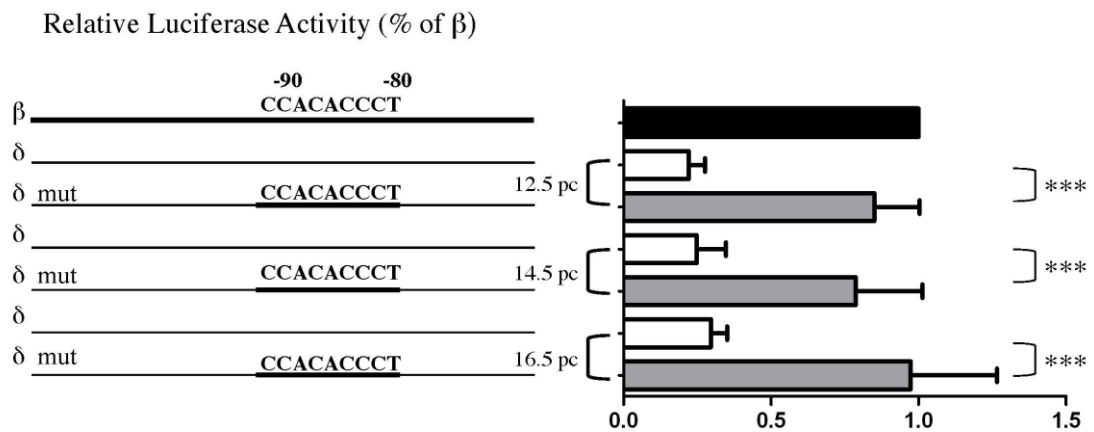 Relative Luciferase Activity (% of β)
-90 -80
β CCACACCCT
δ
δ mut CCACACCCT 12.5 pc ***
δ
δ mut CCACACCCT 14.5 pc ***
δ
δ mut CCACACCCT 16.5 pc ***
0.0 0.5 1.0 1.5